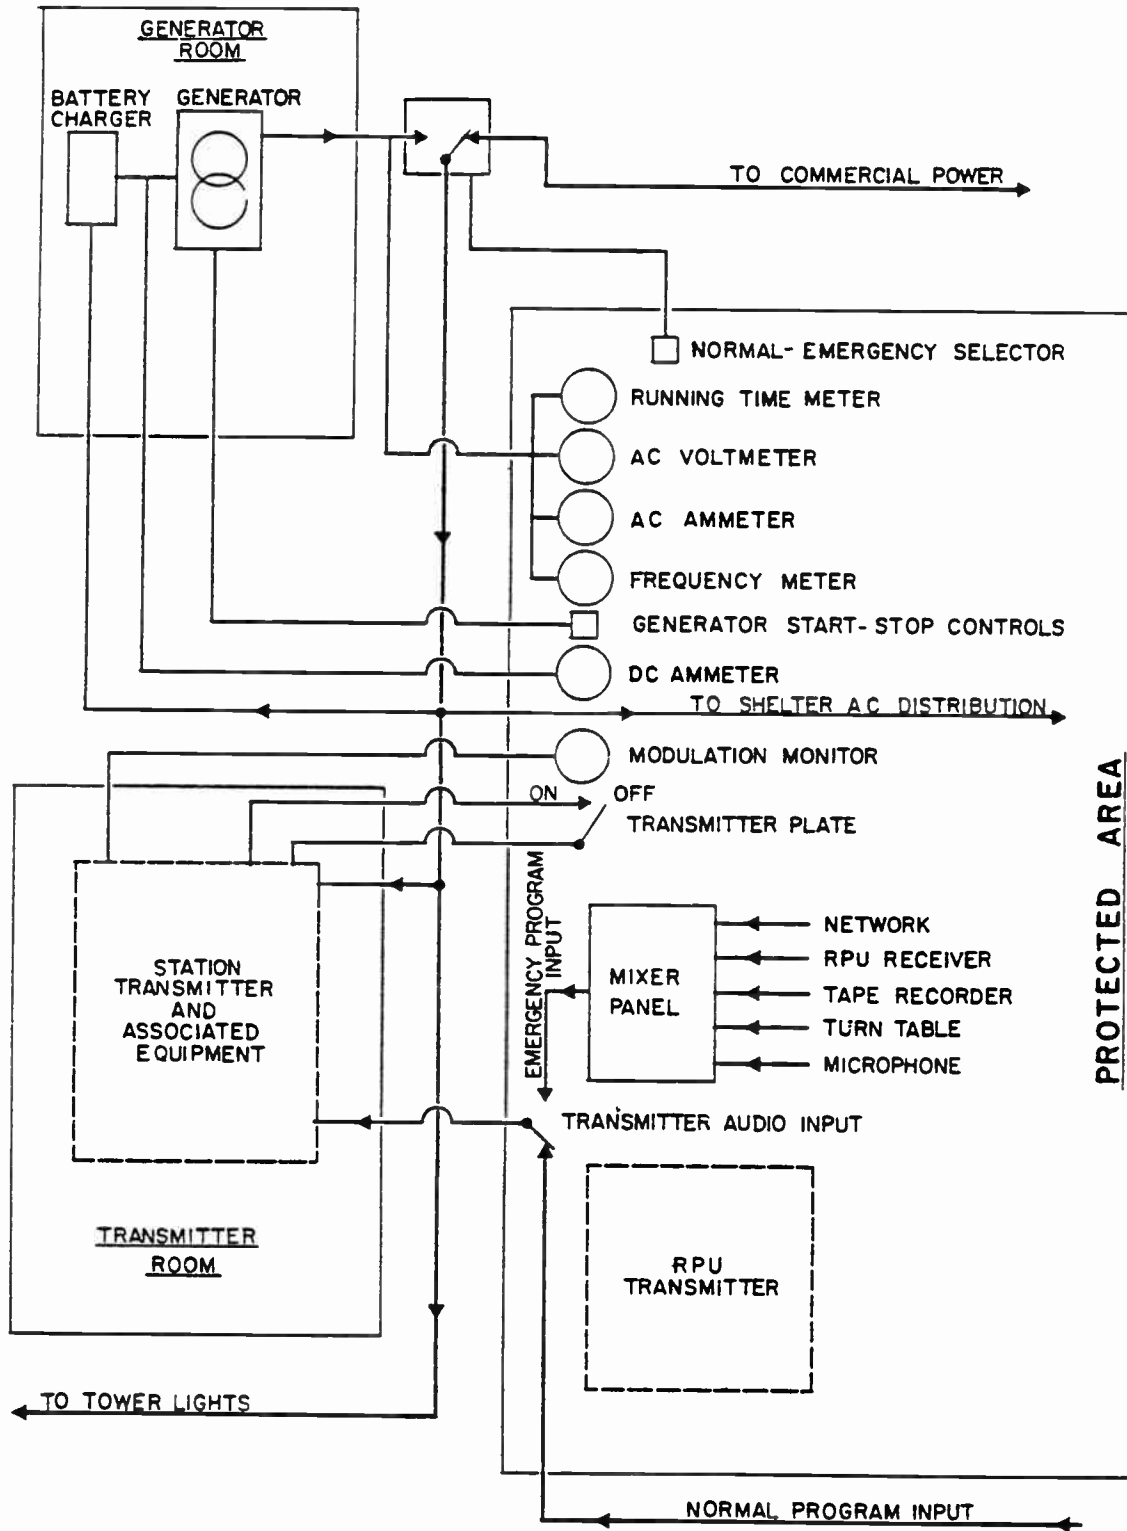 GENERATOR
ROOM
BATTERY
CHARGER
GENERATOR
TO COMMERCIAL POWER
NORMAL-EMERGENCY SELECTOR
RUNNING TIME METER
AC VOLTMETER
AC AMMETER
FREQUENCY METER
GENERATOR START-STOP CONTROLS
DC AMMETER
TO SHELTER AC DISTRIBUTION
MODULATION MONITOR
ON
OFF
TRANSMITTER PLATE
PROTECTED AREA
EMERGENCY PROGRAM
INPUT
MIXER
PANEL
NETWORK
RPU RECEIVER
TAPE RECORDER
TURN TABLE
MICROPHONE
STATION
TRANSMITTER
AND
ASSOCIATED
EQUIPMENT
TRANSMITTER AUDIO INPUT
TRANSMITTER
ROOM
RPU
TRANSMITTER
TO TOWER LIGHTS
NORMAL PROGRAM INPUT